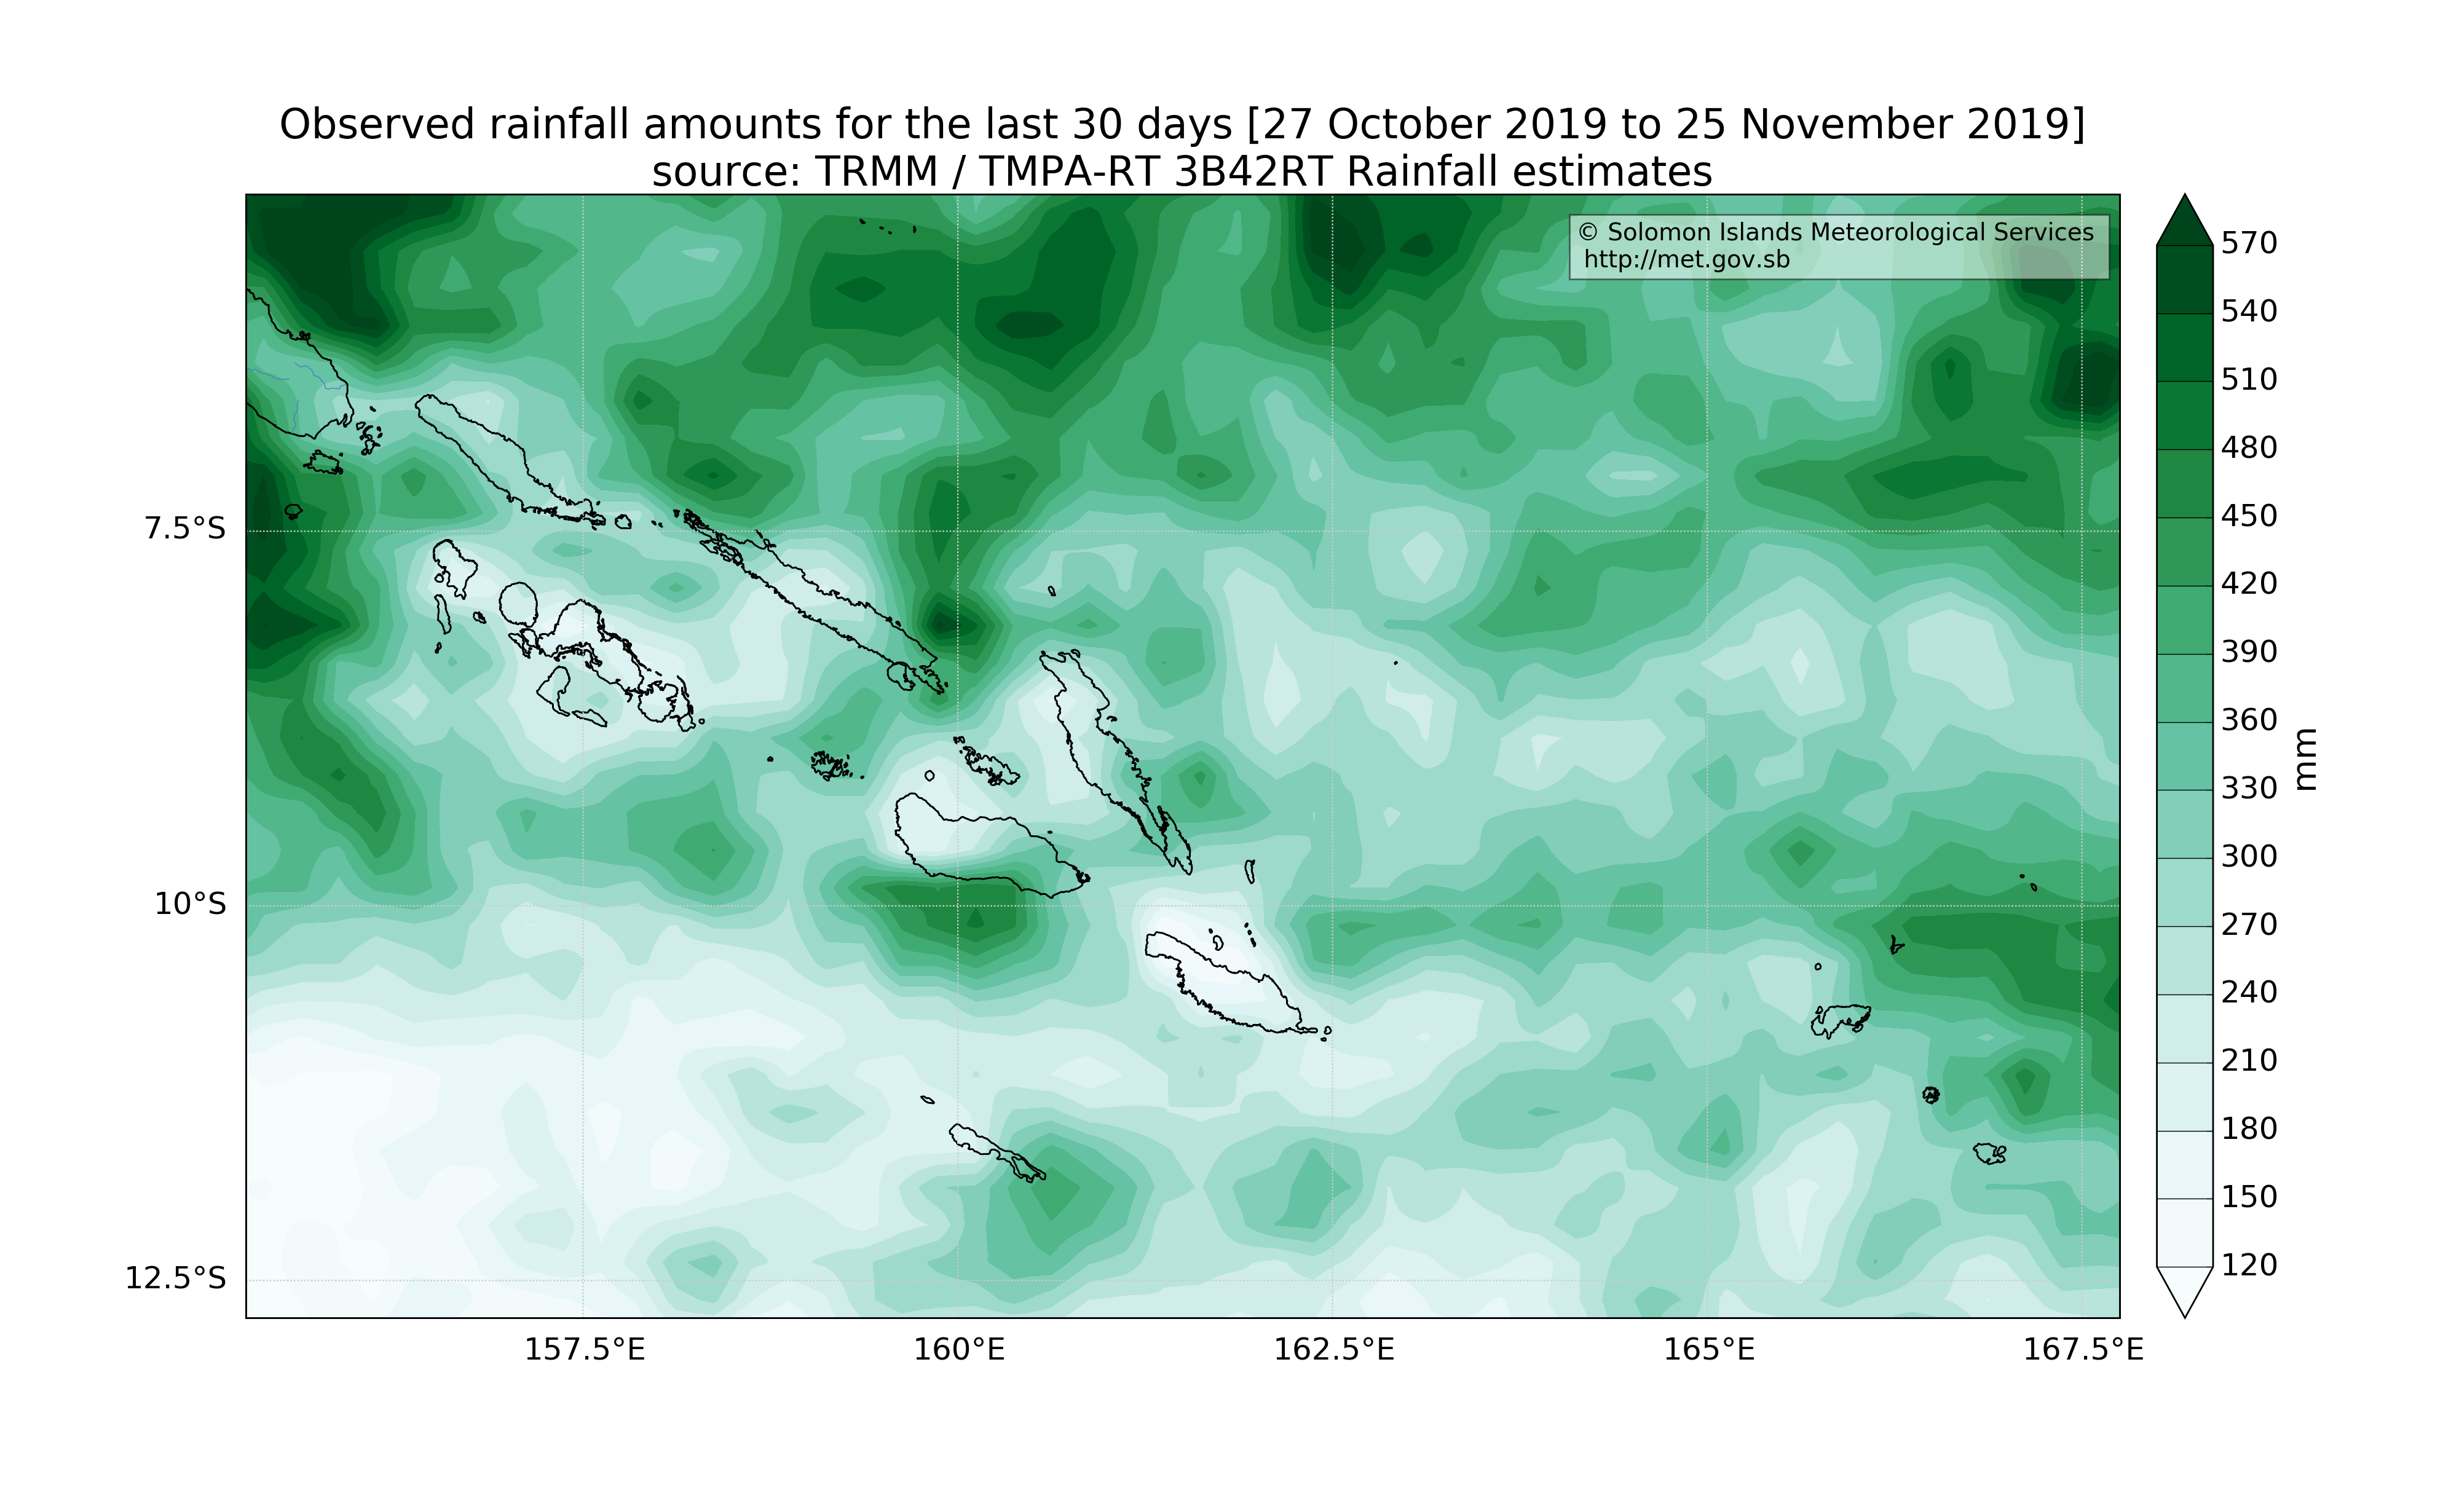 Observed rainfall amounts for the last 30 days [27 October 2019 to 25 November 2019]
source: TRMM / TMPA-RT 3B42RT Rainfall estimates
© Solomon Islands Meteorological Services
http://met.gov.sb
570
540
510
480
450
420
390
360
330
300
270
240
210
180
150
120
mm
7.5°S
10°S
12.5°S
157.5°E
160°E
162.5°E
165°E
167.5°E